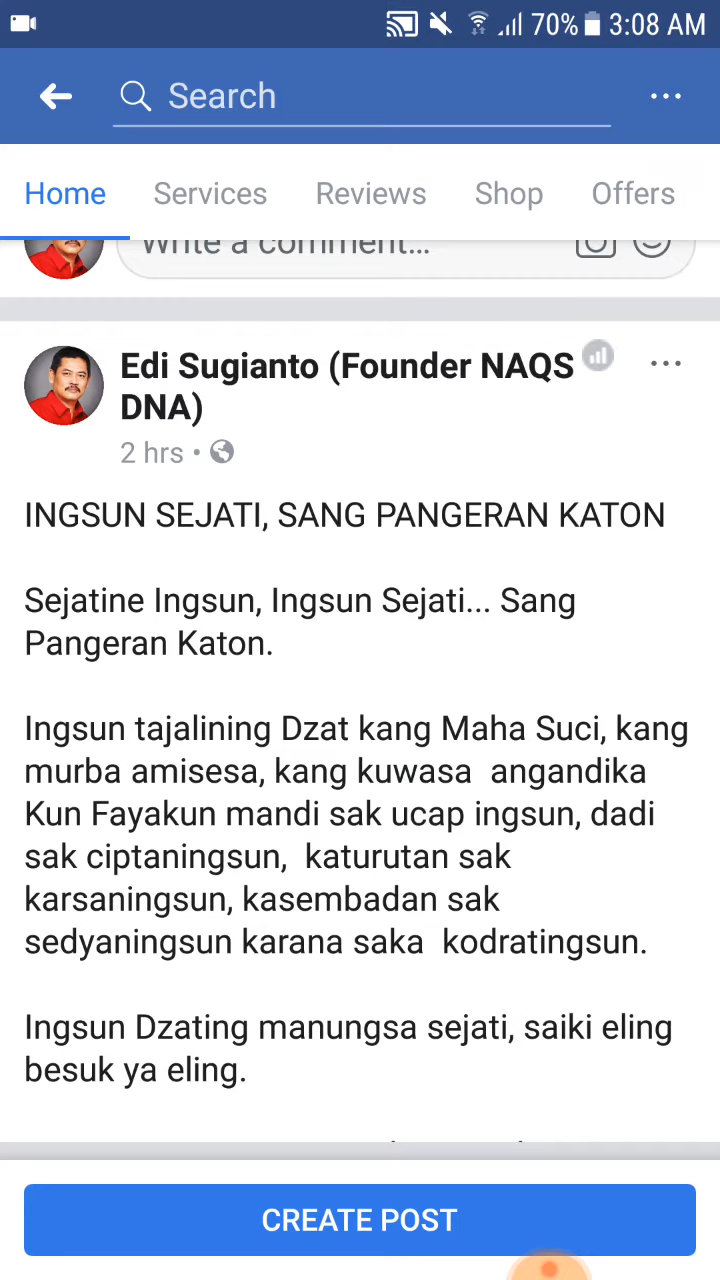 70% 3:08 AM
Search
Home Services Reviews Shop Offers
Write a comment...
Edi Sugianto (Founder NAQS
DNA)
2 hrs •
INGSUN SEJATI, SANG PANGERAN KATON
Sejatine Ingsun, Ingsun Sejati... Sang
Pangeran Katon.
Ingsun tajalining Dzat kang Maha Suci, kang
murba amisesa, kang kuwasa  angandika
Kun Fayakun mandi sak ucap ingsun, dadi
sak ciptaningsun,  katurutan sak
karsaningsun, kasembadan sak
sedyaningsun karana saka  kodratingsun.
Ingsun Dzating manungsa sejati, saiki eling
besuk ya eling.
CREATE POST